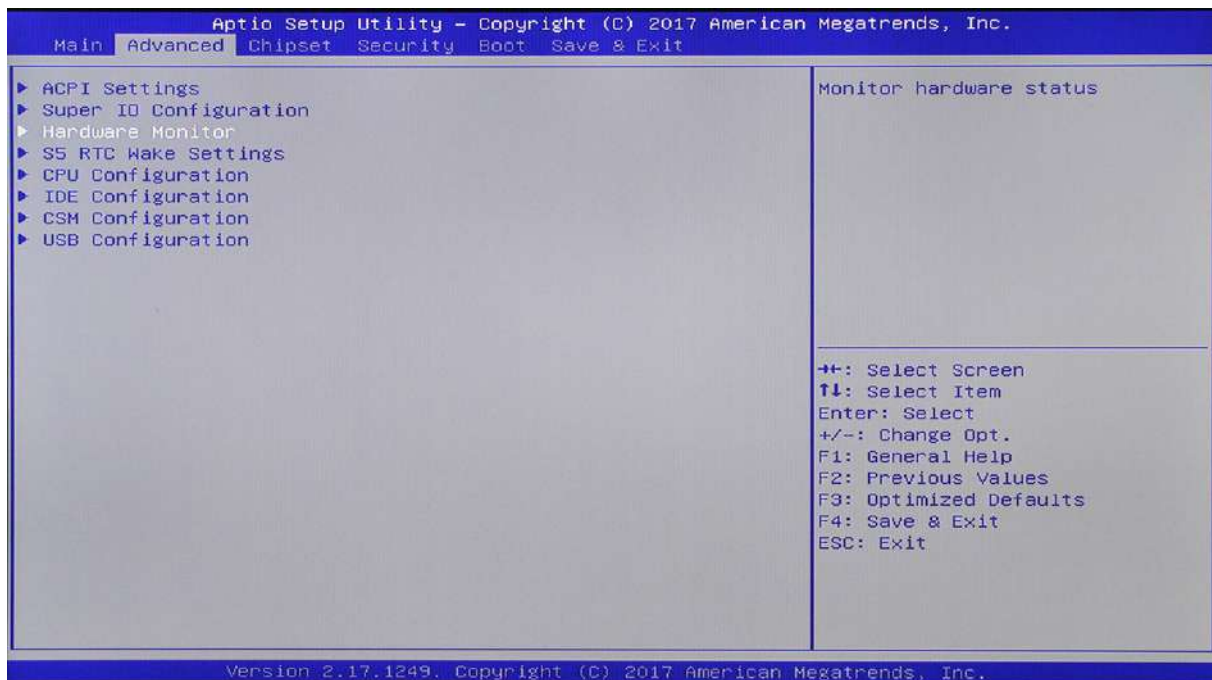 Aptio Setup Utility – Copyright (C) 2017 American Megatrends, Inc.
Main Advanced Chipset Security Boot Save & Exit
► ACPI Settings
► Super IO Configuration
► Hardware Monitor
► S5 RTC Wake Settings
► CPU Configuration
► IDE Configuration
► CSM Configuration
► USB Configuration
Monitor hardware status
→←: Select Screen
↑↓: Select Item
Enter: Select
+/-: Change Opt.
F1: General Help
F2: Previous Values
F3: Optimized Defaults
F4: Save & Exit
ESC: Exit
Version 2.17.1249. Copyright (C) 2017 American Megatrends, Inc.